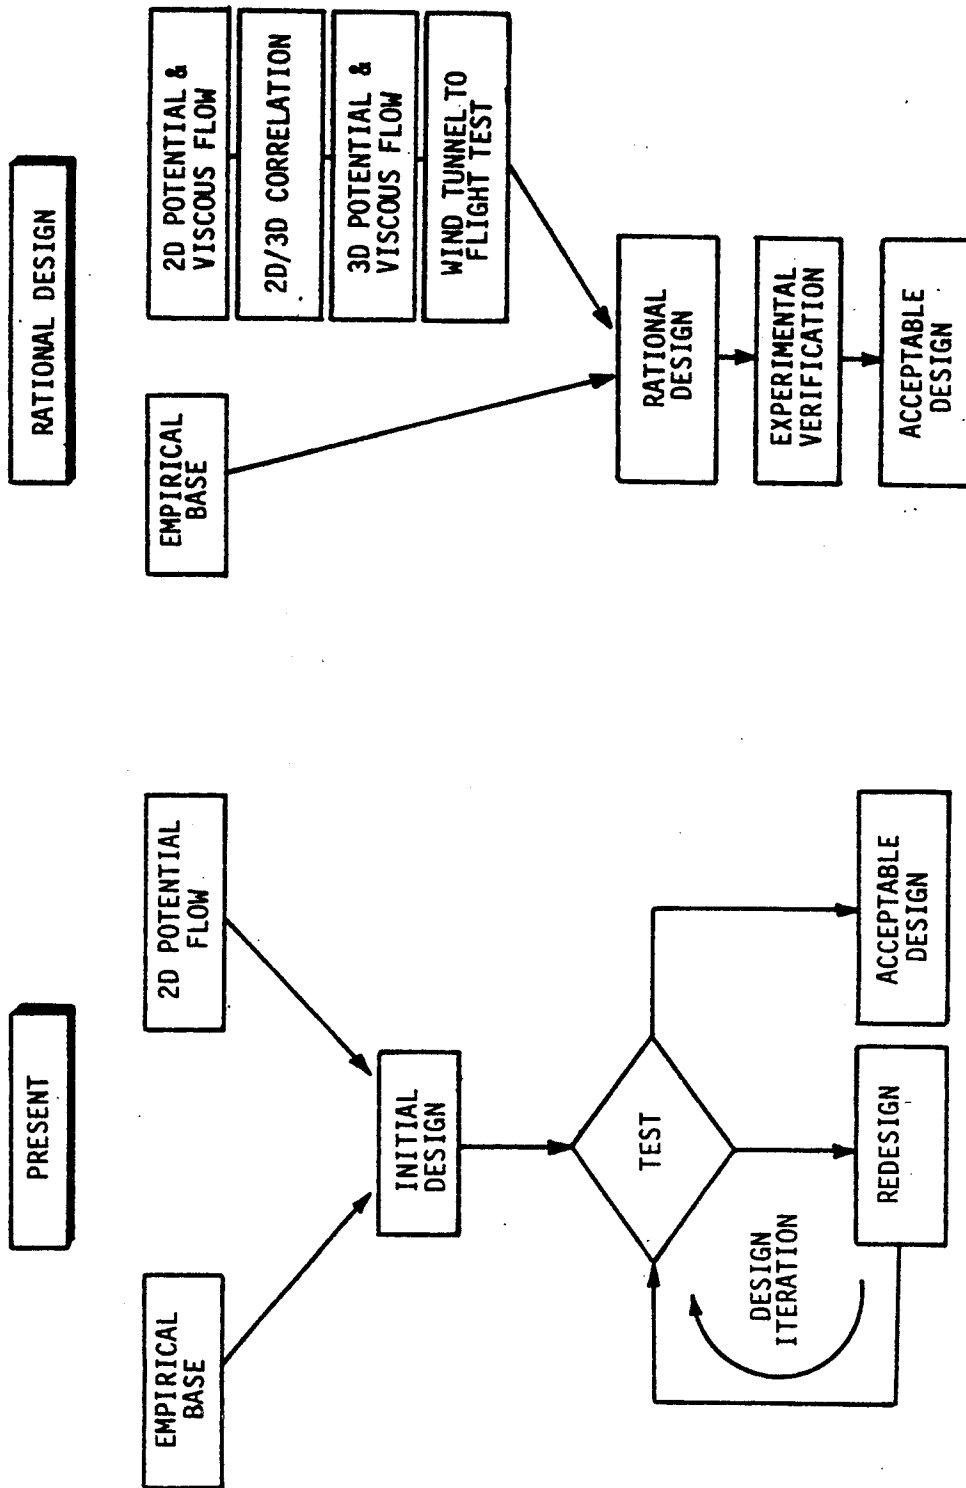 PRESENT
EMPIRICAL
BASE
2D POTENTIAL
FLOW
INITIAL
DESIGN
TEST
DESIGN
ITERATION
REDESIGN
ACCEPTABLE
DESIGN
RATIONAL DESIGN
EMPIRICAL
BASE
2D POTENTIAL &
VISCOUS FLOW
2D/3D CORRELATION
3D POTENTIAL &
VISCOUS FLOW
WIND TUNNEL TO
FLIGHT TEST
RATIONAL
DESIGN
EXPERIMENTAL
VERIFICATION
ACCEPTABLE
DESIGN